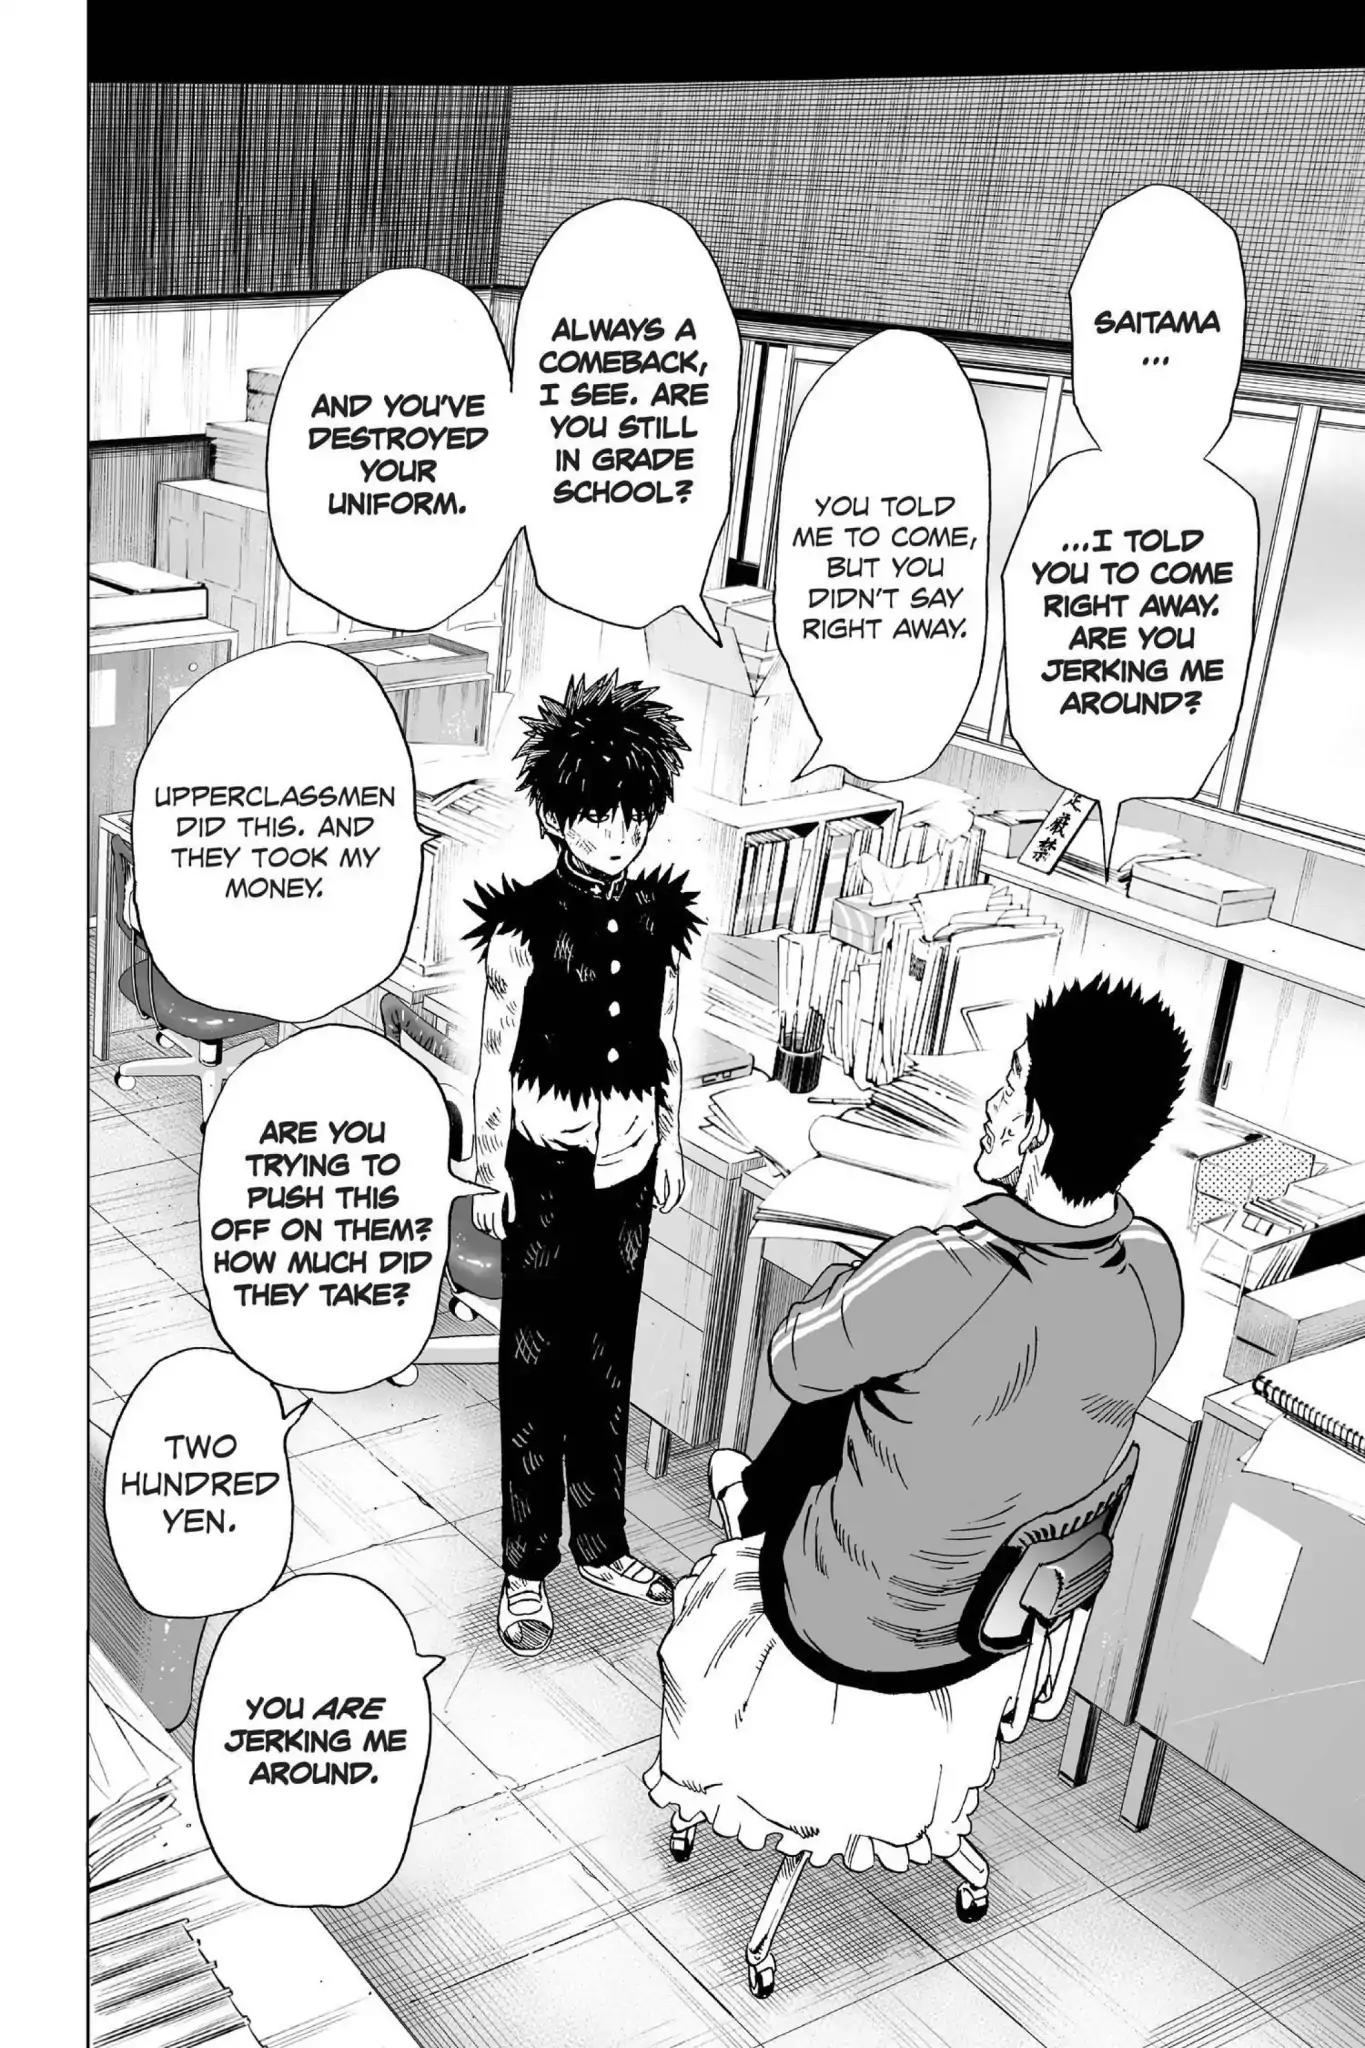 SAITAMA
...
...I TOLD
YOU TO COME
RIGHT AWAY.
ARE YOU
JERKING ME
AROUND?
YOU TOLD
ME TO COME,
BUT YOU
DIDN'T SAY
RIGHT AWAY.
ALWAYS A
COMEBACK,
I SEE. ARE
YOU STILL
IN GRADE
SCHOOL?
AND YOU'VE
DESTROYED
YOUR
UNIFORM.
UPPERCLASSMEN
DID THIS. AND
THEY TOOK MY
MONEY.
ARE YOU
TRYING TO
PUSH THIS
OFF ON THEM?
HOW MUCH DID
THEY TAKE?
TWO
HUNDRED
YEN.
YOU ARE
JERKING ME
AROUND.
足厳禁